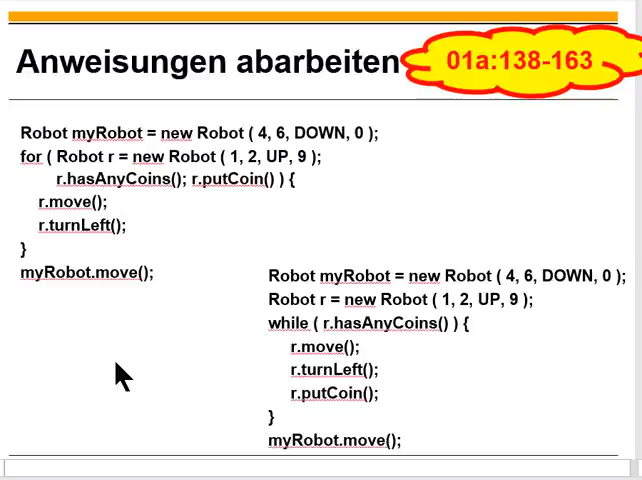 Anweisungen abarbeiten
01a:138-163
Robot myRobot = new Robot ( 4, 6, DOWN, 0 );
for ( Robot r = new Robot ( 1, 2, UP, 9 );
r.hasAnyCoins(); r.putCoin() ) {
r.move();
r.turnLeft();
}
myRobot.move();
Robot myRobot = new Robot ( 4, 6, DOWN, 0 );
Robot r = new Robot ( 1, 2, UP, 9 );
while ( r.hasAnyCoins() ) {
r.move();
r.turnLeft();
r.putCoin();
}
myRobot.move();